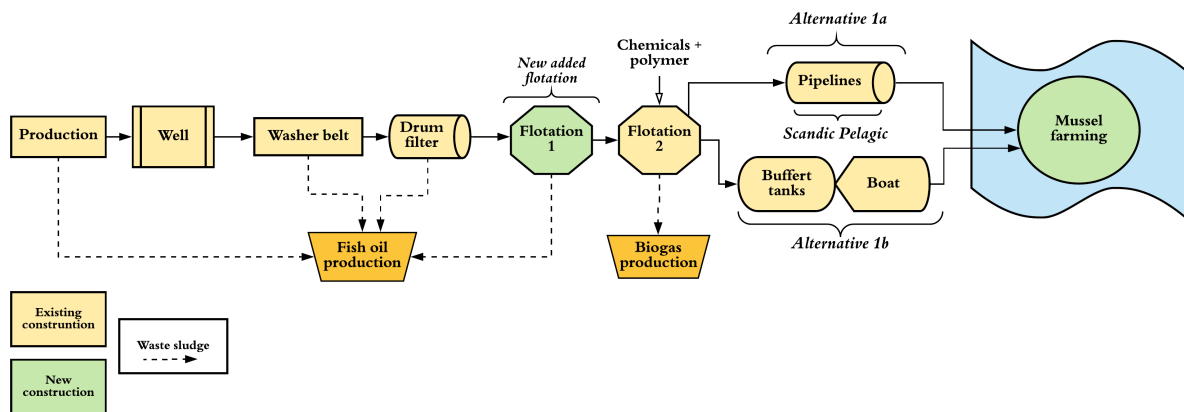 Alternative 1a
Chemicals +
polymer
New added
flotation
Pipelines
Production
Well
Washer belt
Drum
filter
Flotation
1
Flotation
2
Scandic Pelagic
Mussel
farming
Buffert
tanks
Boat
Alternative 1b
Fish oil
production
Biogas
production
Existing
construntion
Waste sludge
New
construction